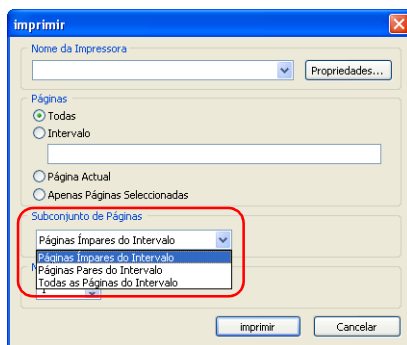 imprimir
Nome da Impressora
Propriedades...
Páginas
Todas
Intervalo
Página Actual
Apenas Páginas Seleccionadas
Subconjunto de Páginas
Páginas Ímpares do Intervalo
Páginas Ímpares do Intervalo
Páginas Pares do Intervalo
Todas as Páginas do Intervalo
N
1
imprimir Cancelar